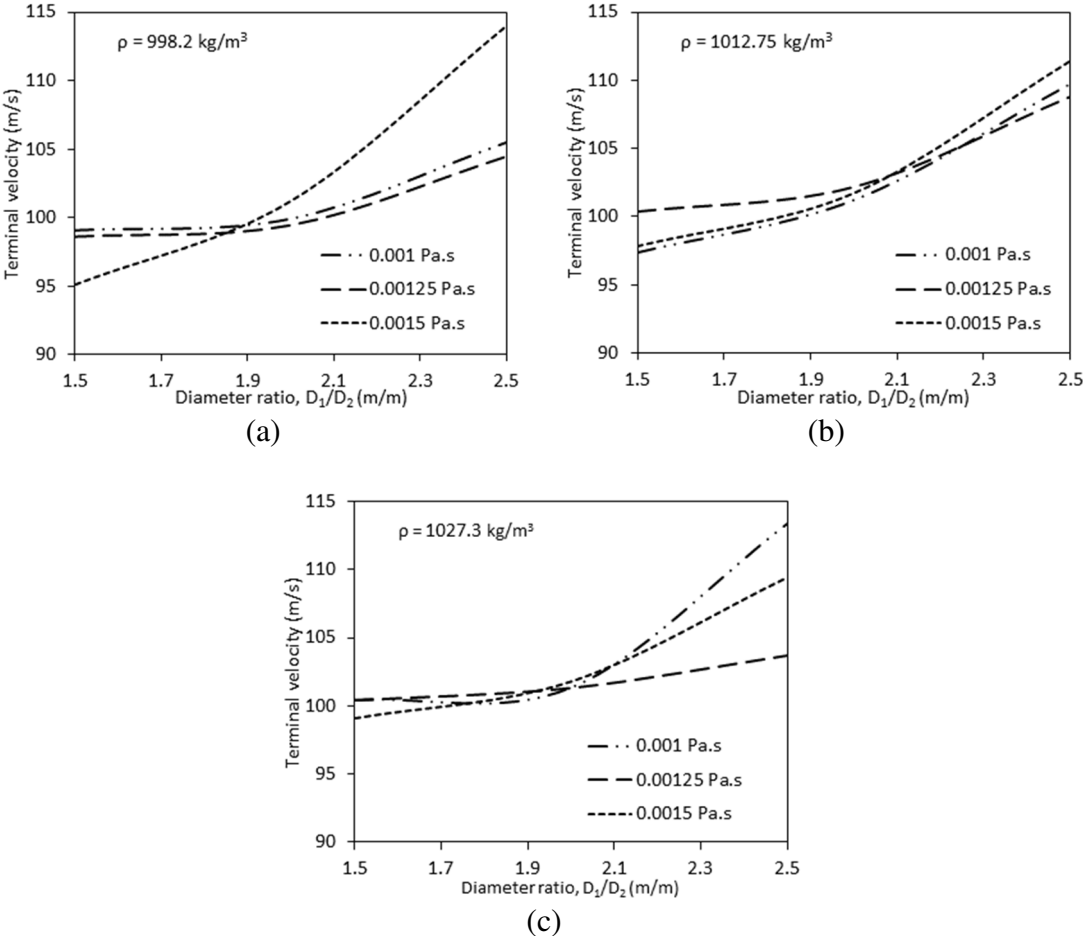 115
110
105
100
95
90
Terminal velocity (m/s)
ρ = 998.2 kg/m³
0.001 Pa.s
0.00125 Pa.s
0.0015 Pa.s
1.5 1.7 1.9 2.1 2.3 2.5
Diameter ratio, D₁/D₂ (m/m)
(a)
115
110
105
100
95
90
Terminal velocity (m/s)
ρ = 1012.75 kg/m³
0.001 Pa.s
0.00125 Pa.s
0.0015 Pa.s
1.5 1.7 1.9 2.1 2.3 2.5
Diameter ratio, D₁/D₂ (m/m)
(b)
115
110
105
100
95
90
Terminal velocity (m/s)
ρ = 1027.3 kg/m³
0.001 Pa.s
0.00125 Pa.s
0.0015 Pa.s
1.5 1.7 1.9 2.1 2.3 2.5
Diameter ratio, D₁/D₂ (m/m)
(c)